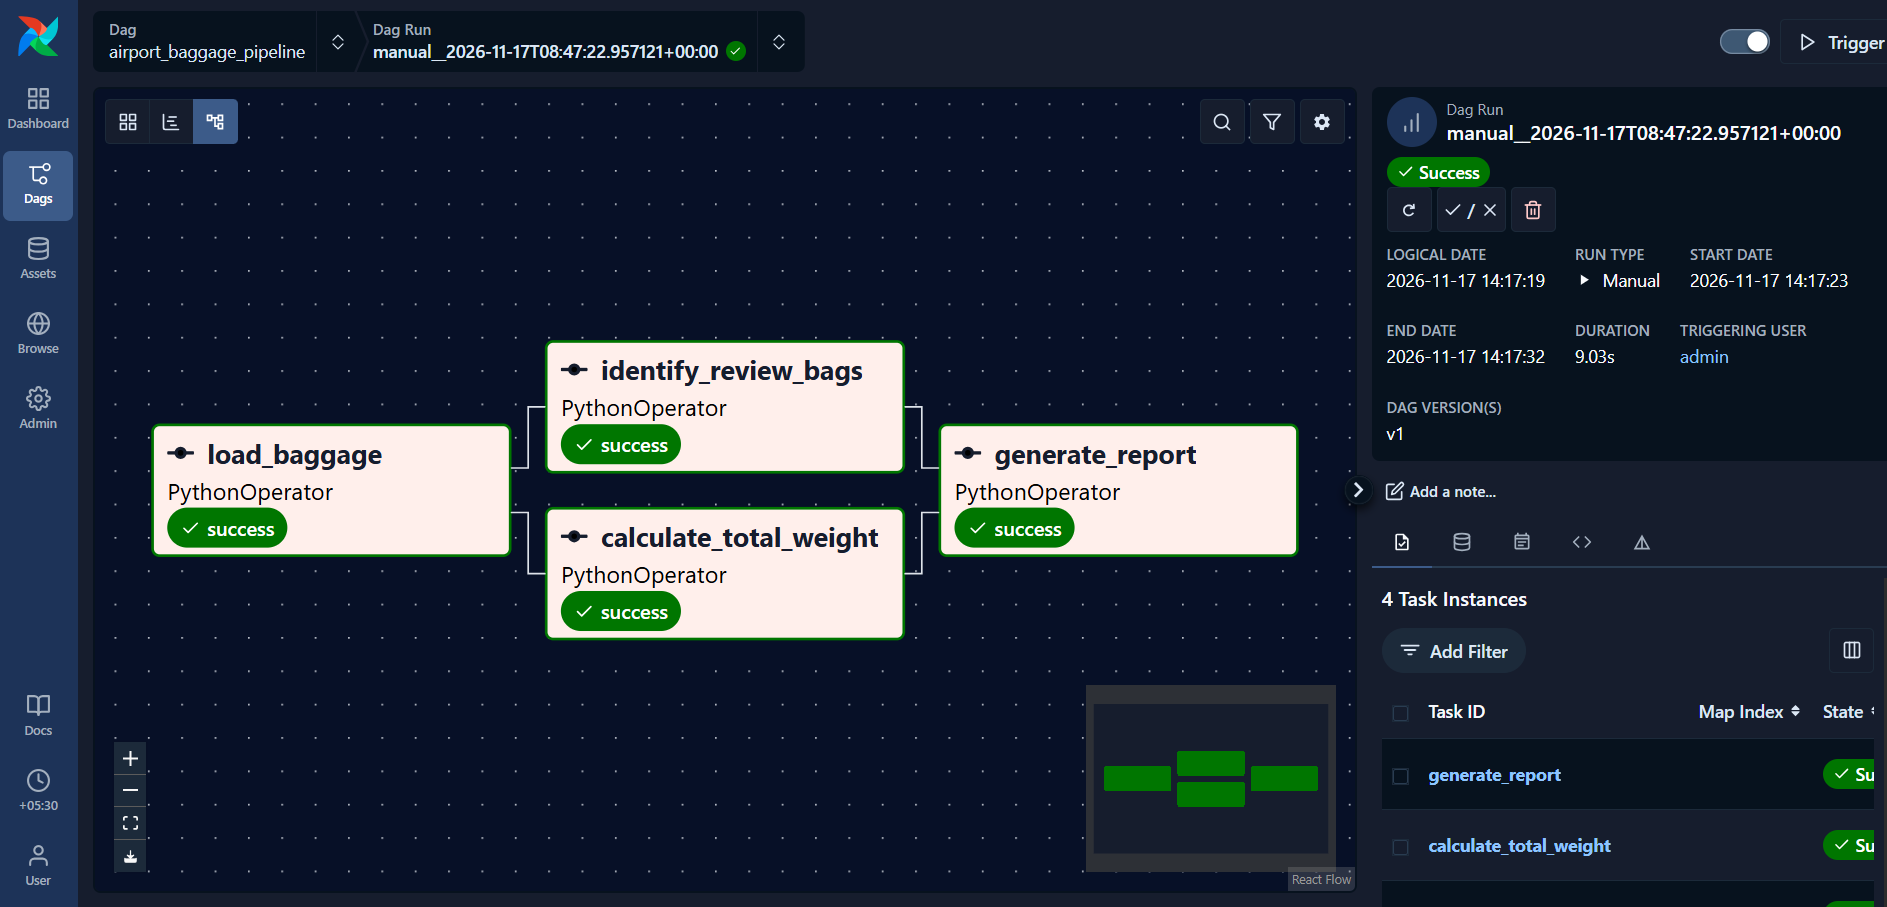 Dag
airport_baggage_pipeline
Dag Run
manual__2026-11-17T08:47:22.957121+00:00
Trigger
Dashboard
Dags
Assets
Browse
Admin
Docs
+05:30
User
load_baggage
PythonOperator
success
identify_review_bags
PythonOperator
success
calculate_total_weight
PythonOperator
success
generate_report
PythonOperator
success
React Flow
Dag Run
manual__2026-11-17T08:47:22.957121+00:00
Success
/
LOGICAL DATE RUN TYPE START DATE
2026-11-17 14:17:19 Manual 2026-11-17 14:17:23
END DATE DURATION TRIGGERING USER
2026-11-17 14:17:32 9.03s admin
DAG VERSION(S)
v1
Add a note...
4 Task Instances
Add Filter
Task ID Map Index State
generate_report Su
calculate_total_weight Su